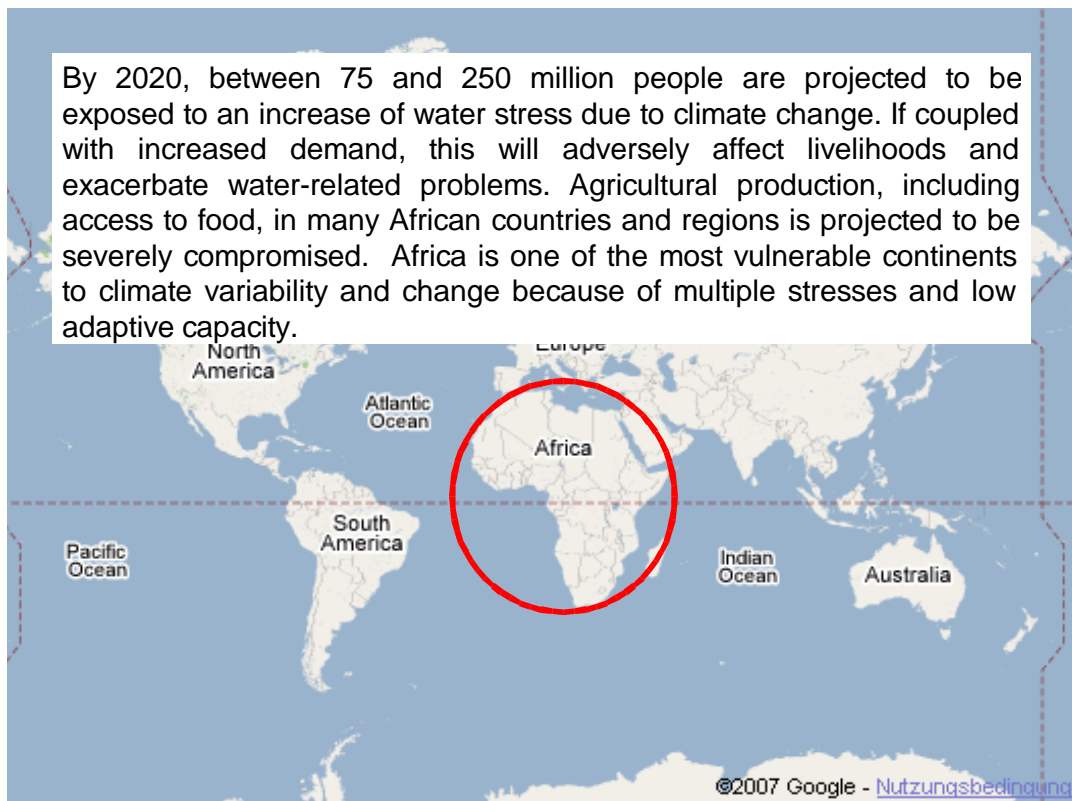 By 2020, between 75 and 250 million people are projected to be
exposed to an increase of water stress due to climate change. If coupled
with increased demand, this will adversely affect livelihoods and
exacerbate water-related problems. Agricultural production, including
access to food, in many African countries and regions is projected to be
severely compromised. Africa is one of the most vulnerable continents
to climate variability and change because of multiple stresses and low
adaptive capacity.
Europe
North
America
Atlantic
Ocean
Africa
South
America
Pacific
Ocean
Indian
Ocean
Australia
©2007 Google - Nutzungsbedingung